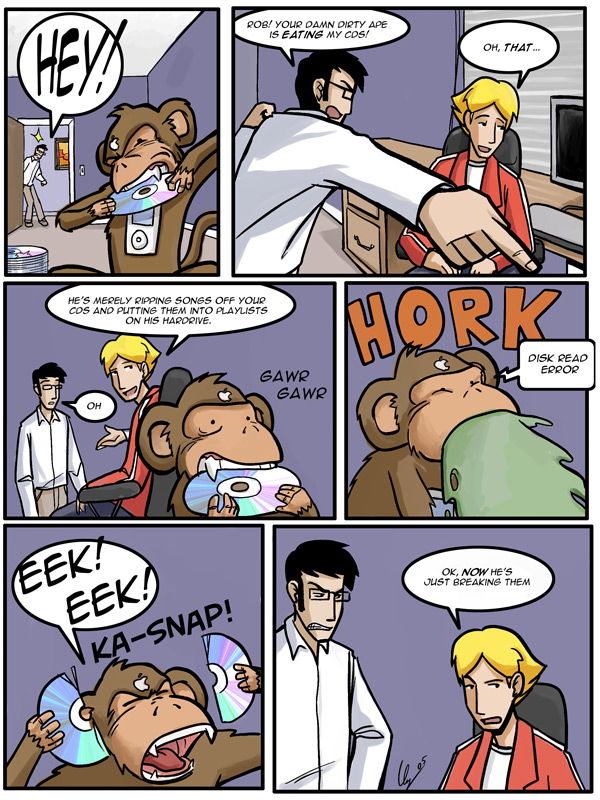 HEY!
ROB! YOUR DAMN DIRTY APE
IS EATING MY CDS!
OH, THAT...
HE'S MERELY RIPPING SONGS OFF YOUR
CDS AND PUTTING THEM INTO PLAYLISTS
ON HIS HARDRIVE.
OH
GAWR
GAWR
HORK
DISK READ
ERROR
EEK!
EEK!
KA-SNAP!
OK, NOW HE'S
JUST BREAKING THEM